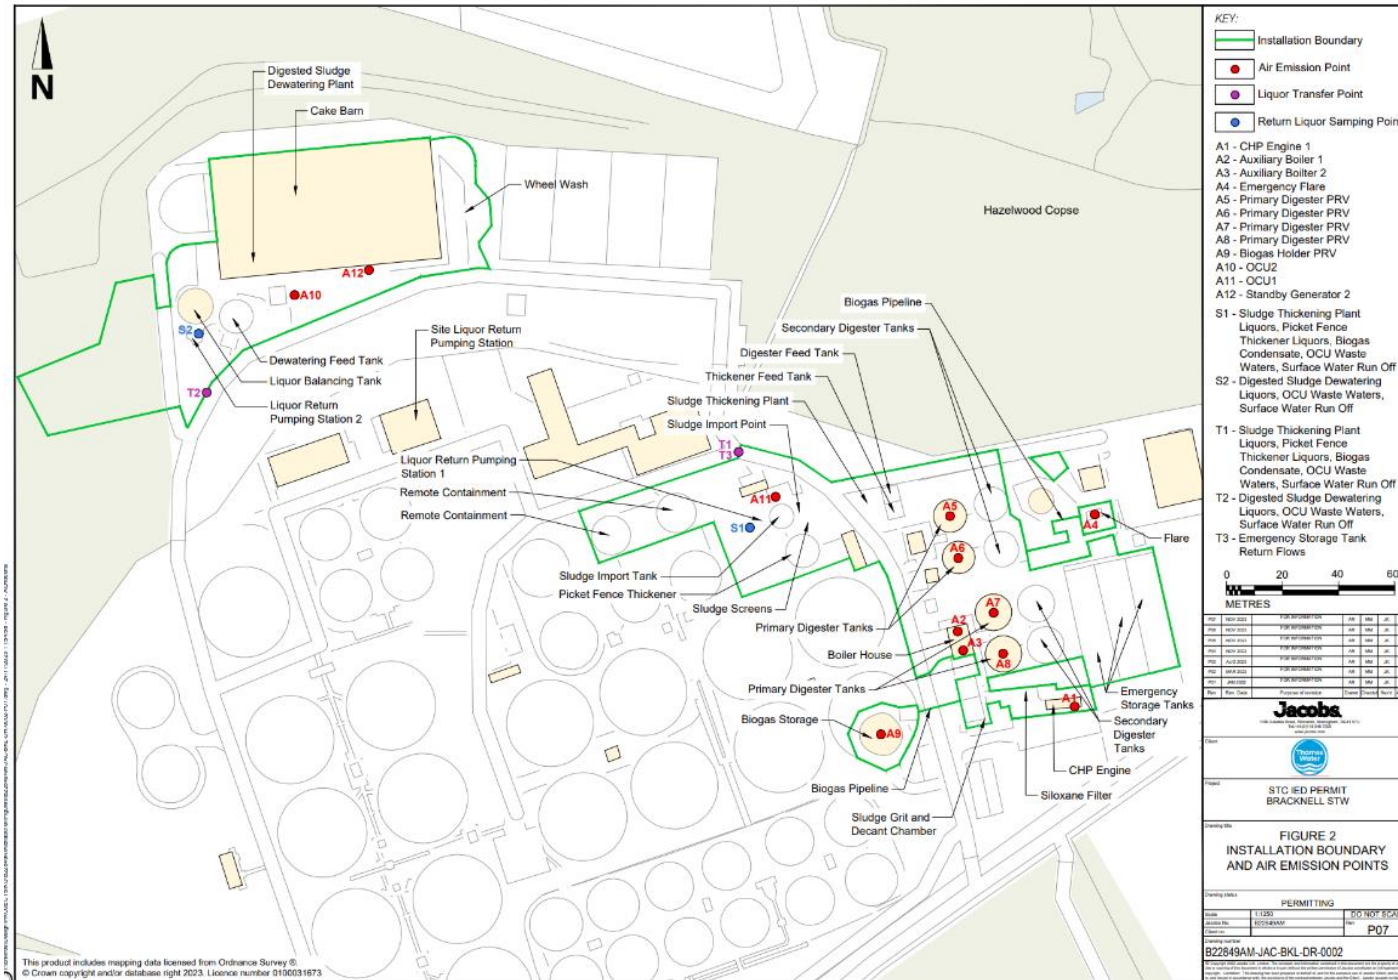 N
Digested Sludge
Dewatering Plant
Cake Barn
Wheel Wash
Hazelwood Copse
A12
A10
S2
T2
Dewatering Feed Tank
Liquor Balancing Tank
Liquor Return
Pumping Station 2
Site Liquor Return
Pumping Station
Biogas Pipeline
Secondary Digester Tanks
Digester Feed Tank
Thickener Feed Tank
Sludge Thickening Plant
Sludge Import Point
T1
T3
Liquor Return Pumping
Station 1
Remote Containment
Remote Containment
A11
S1
A5
A6
A4
Flare
Sludge Import Tank
Picket Fence Thickener
Sludge Screens
Primary Digester Tanks
A7
A2
Boiler House
A3
A8
Primary Digester Tanks
Biogas Storage
A9
A1
Emergency
Storage Tanks
Secondary
Digester
Tanks
CHP Engine
Siloxane Filter
Biogas Pipeline
Sludge Grit and
Decant Chamber
This product includes mapping data licensed from Ordnance Survey ®.
© Crown copyright and/or database right 2023. Licence number 0100031673
KEY:
Installation Boundary
Air Emission Point
Liquor Transfer Point
Return Liquor Samping Poin
A1 - CHP Engine 1
A2 - Auxiliary Boiler 1
A3 - Auxiliary Boilter 2
A4 - Emergency Flare
A5 - Primary Digester PRV
A6 - Primary Digester PRV
A7 - Primary Digester PRV
A8 - Primary Digester PRV
A9 - Biogas Holder PRV
A10 - OCU2
A11 - OCU1
A12 - Standby Generator 2
S1 - Sludge Thickening Plant
Liquors, Picket Fence
Thickener Liquors, Biogas
Condensate, OCU Waste
Waters, Surface Water Run Off
S2 - Digested Sludge Dewatering
Liquors, OCU Waste Waters,
Surface Water Run Off
T1 - Sludge Thickening Plant
Liquors, Picket Fence
Thickener Liquors, Biogas
Condensate, OCU Waste
Waters, Surface Water Run Off
T2 - Digested Sludge Dewatering
Liquors, OCU Waste Waters,
Surface Water Run Off
T3 - Emergency Storage Tank
Return Flows
0 20 40 60
METRES
Jacobs
Thames
Water
STC IED PERMIT
BRACKNELL STW
FIGURE 2
INSTALLATION BOUNDARY
AND AIR EMISSION POINTS
PERMITTING
Scale 1:1250 DO NOT SCA
B22849AM
P07
B22849AM-JAC-BKL-DR-0002